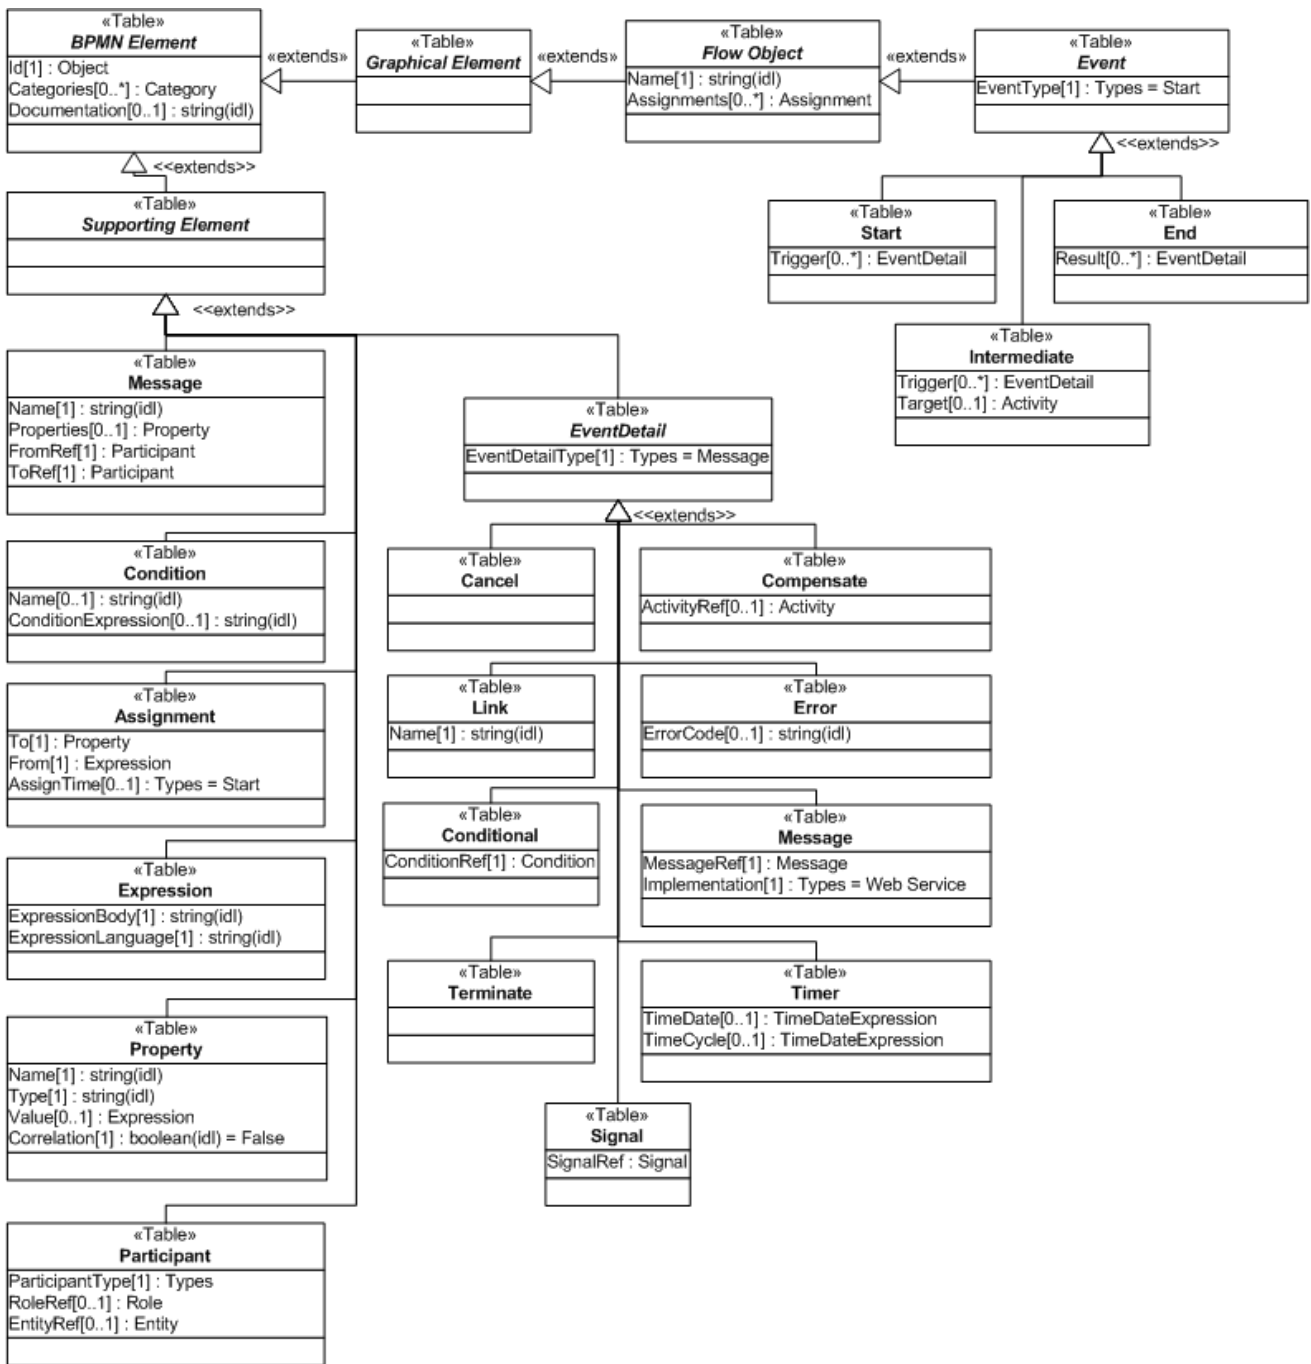 «Table»
BPMN Element
Id[1] : Object
Categories[0..*] : Category
Documentation[0..1] : string(idl)
«extends»
«Table»
Graphical Element
«extends»
«Table»
Flow Object
Name[1] : string(idl)
Assignments[0..*] : Assignment
«extends»
«Table»
Event
EventType[1] : Types = Start
<<extends>>
<<extends>>
«Table»
Supporting Element
<<extends>>
«Table»
Start
Trigger[0..*] : EventDetail
«Table»
End
Result[0..*] : EventDetail
«Table»
Intermediate
Trigger[0..*] : EventDetail
Target[0..1] : Activity
«Table»
Message
Name[1] : string(idl)
Properties[0..1] : Property
FromRef[1] : Participant
ToRef[1] : Participant
«Table»
EventDetail
EventDetailType[1] : Types = Message
<<extends>>
«Table»
Condition
Name[0..1] : string(idl)
ConditionExpression[0..1] : string(idl)
«Table»
Cancel
«Table»
Compensate
ActivityRef[0..1] : Activity
«Table»
Assignment
To[1] : Property
From[1] : Expression
AssignTime[0..1] : Types = Start
«Table»
Link
Name[1] : string(idl)
«Table»
Error
ErrorCode[0..1] : string(idl)
«Table»
Conditional
ConditionRef[1] : Condition
«Table»
Message
MessageRef[1] : Message
Implementation[1] : Types = Web Service
«Table»
Expression
ExpressionBody[1] : string(idl)
ExpressionLanguage[1] : string(idl)
«Table»
Terminate
«Table»
Timer
TimeDate[0..1] : TimeDateExpression
TimeCycle[0..1] : TimeDateExpression
«Table»
Property
Name[1] : string(idl)
Type[1] : string(idl)
Value[0..1] : Expression
Correlation[1] : boolean(idl) = False
«Table»
Signal
SignalRef : Signal
«Table»
Participant
ParticipantType[1] : Types
RoleRef[0..1] : Role
EntityRef[0..1] : Entity